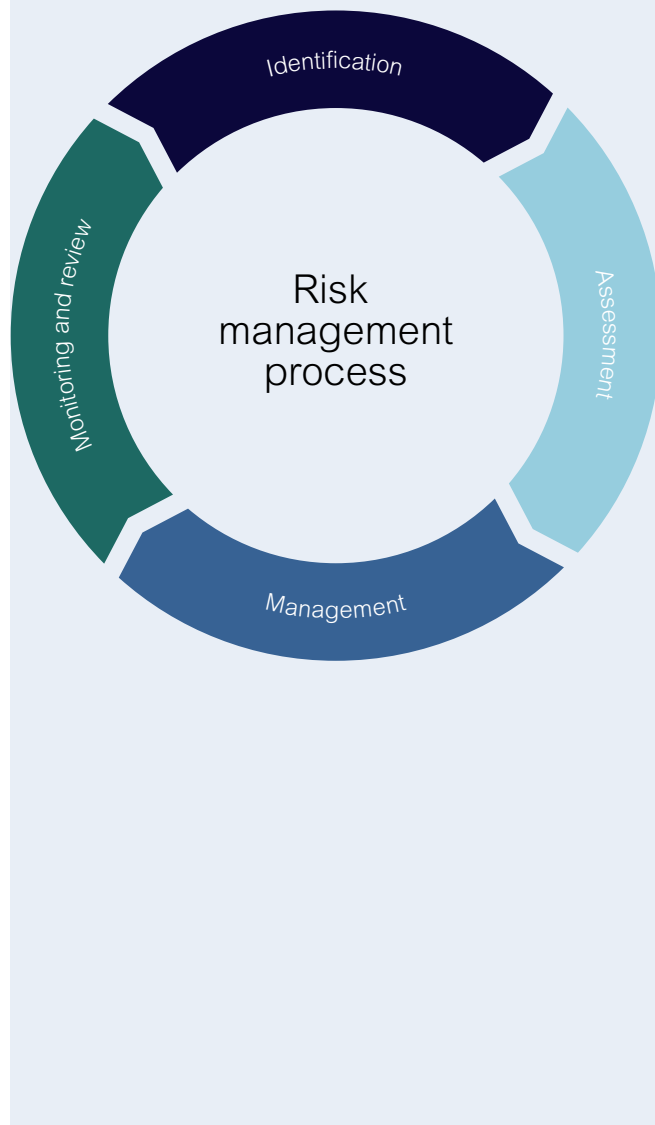 Identification
Assessment
Management
Monitoring and review
Risk
management
process